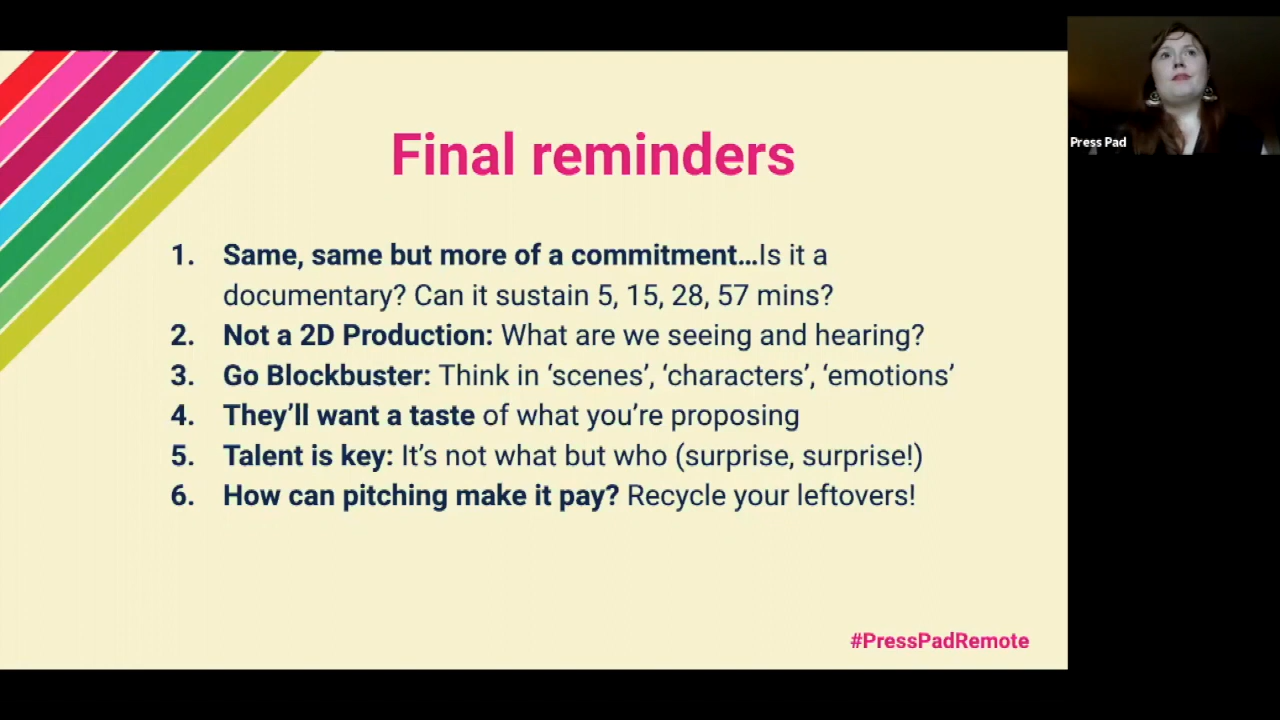 Final reminders
1. Same, same but more of a commitment...Is it a
documentary? Can it sustain 5, 15, 28, 57 mins?
2. Not a 2D Production: What are we seeing and hearing?
3. Go Blockbuster: Think in ‘scenes’, ‘characters’, ‘emotions’
4. They’ll want a taste of what you’re proposing
5. Talent is key: It’s not what but who (surprise, surprise!)
6. How can pitching make it pay? Recycle your leftovers!
#PressPadRemote
Press Pad